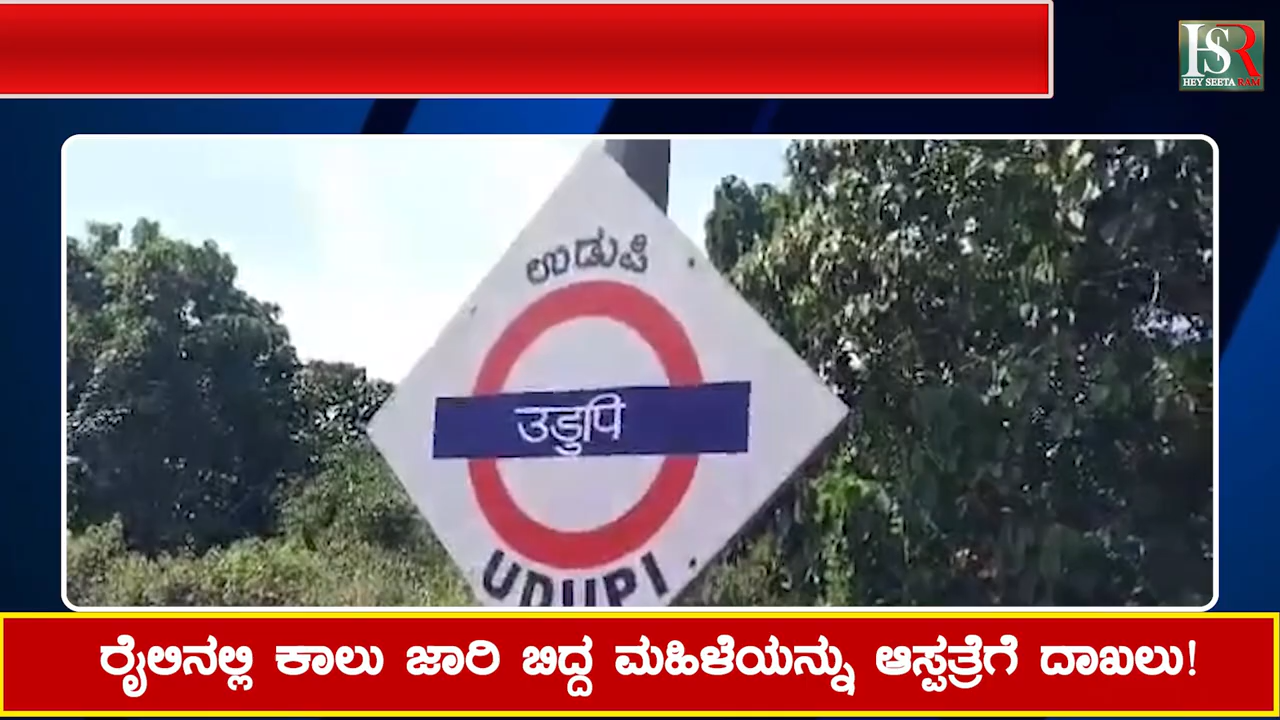 HSR
HEY SEETA RAM
ಉಡುಪಿ
उडुपि
UDUPI
ರೈಲಿನಲ್ಲಿ ಕಾಲು ಜಾರಿ ಬಿದ್ದ ಮಹಿಳೆಯನ್ನು ಆಸ್ಪತ್ರೆಗೆ ದಾಖಲು!